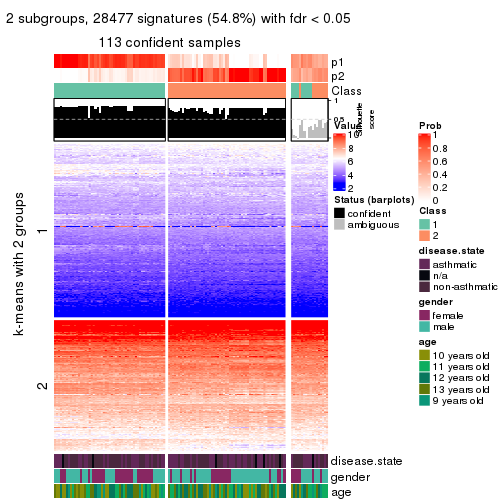 2 subgroups, 28477 signatures (54.8%) with fdr < 0.05
113 confident samples
p1
p2
Class
1
0.5
Silhouette
score
k-means with 2 groups
1
2
disease.state
gender
age
Value
10
8
6
4
2
Status (barplots)
confident
ambiguous
Prob
1
0.8
0.6
0.4
0.2
0
Class
1
2
disease.state
asthmatic
n/a
non-asthmatic
gender
female
male
age
10 years old
11 years old
12 years old
13 years old
9 years old